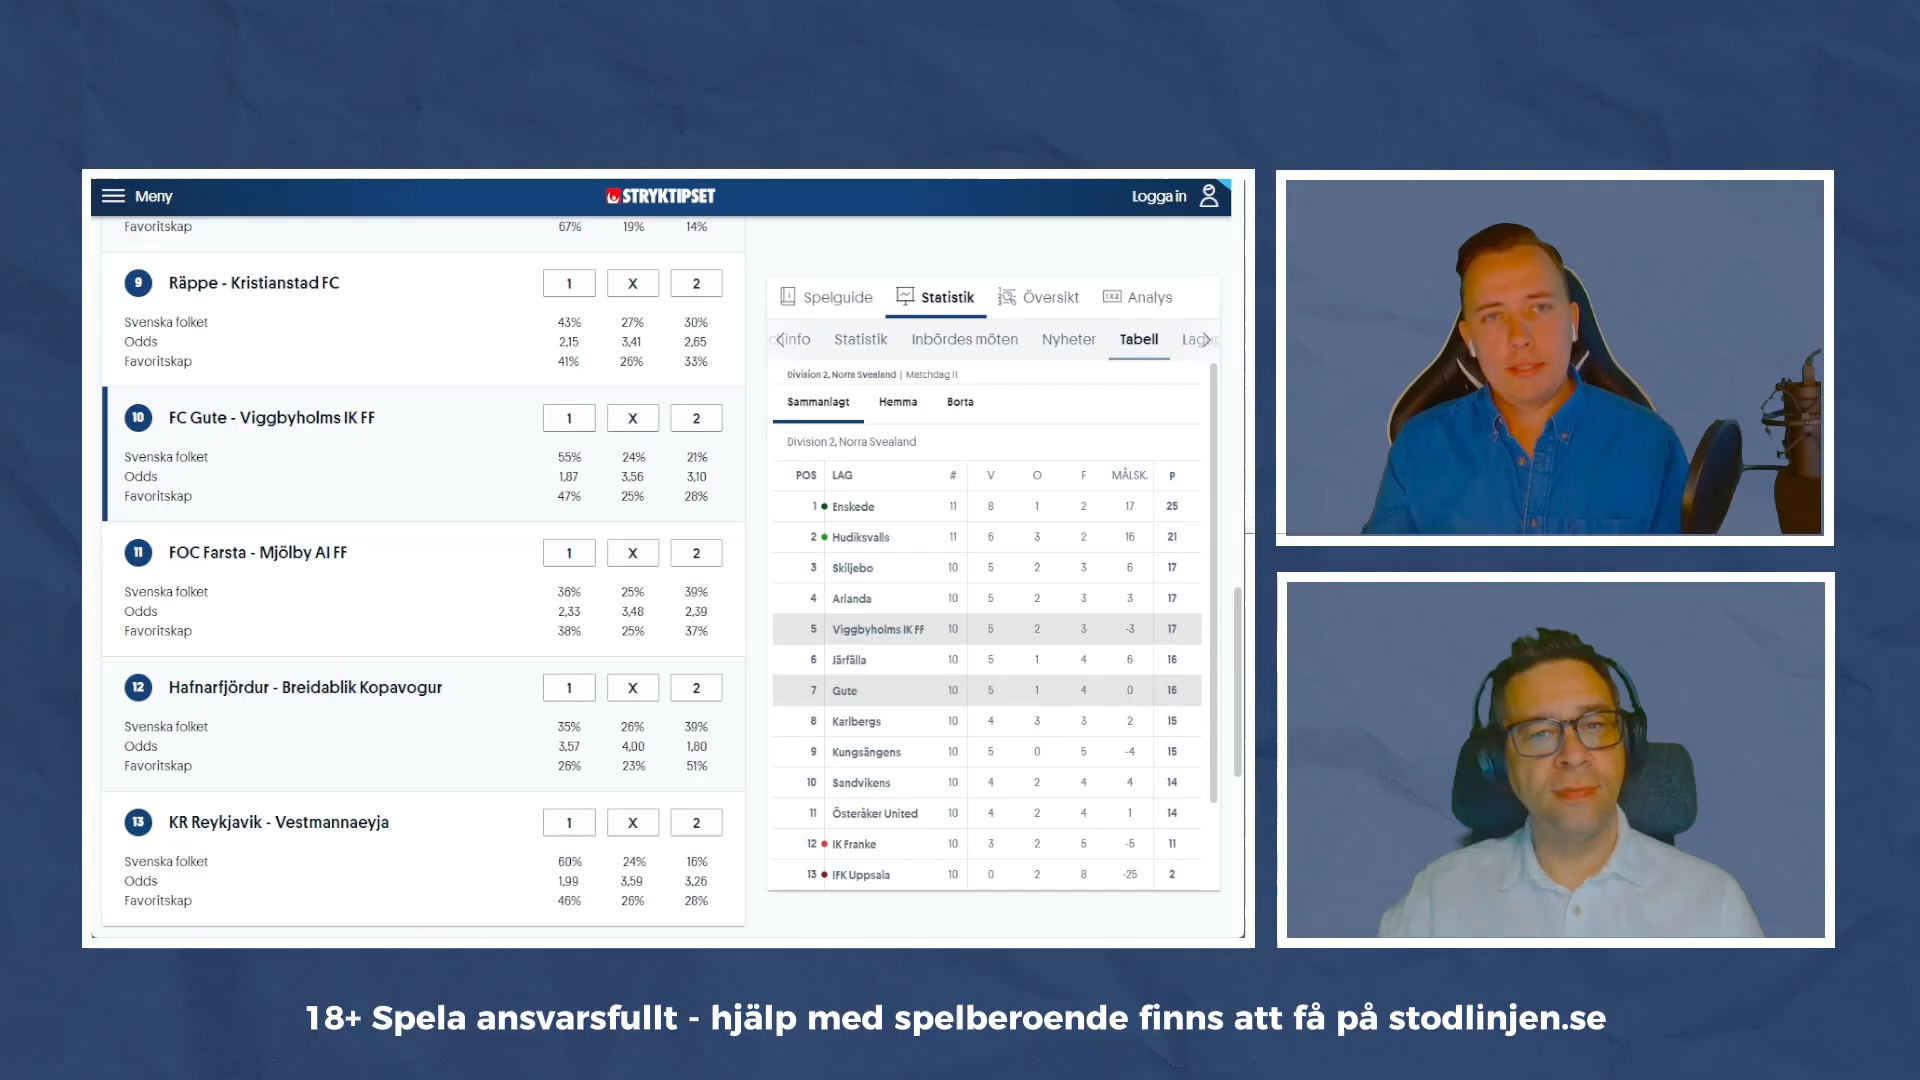 Meny
STRYKTIPSET
Logga in
Favoritskap 67% 19% 14%
9 Räppe - Kristianstad FC 1 X 2
Svenska folket 43% 27% 30%
Odds 2,15 3,41 2,65
Favoritskap 41% 26% 33%
10 FC Gute - Viggbyholms IK FF 1 X 2
Svenska folket 55% 24% 21%
Odds 1,87 3,56 3,10
Favoritskap 47% 25% 28%
11 FOC Farsta - Mjölby AI FF 1 X 2
Svenska folket 36% 25% 39%
Odds 2,33 3,48 2,39
Favoritskap 38% 25% 37%
12 Hafnarfjördur - Breidablik Kopavogur 1 X 2
Svenska folket 35% 26% 39%
Odds 3,57 4,00 1,80
Favoritskap 26% 23% 51%
13 KR Reykjavik - Vestmannaeyja 1 X 2
Svenska folket 60% 24% 16%
Odds 1,99 3,59 3,26
Favoritskap 46% 26% 28%
Spelguide Statistik Översikt Analys
info Statistik Inbördes möten Nyheter Tabell Lag
Division 2, Norra Svealand | Matchdag 11
Sammanlagt Hemma Borta
Division 2, Norra Svealand
POS LAG # V O F MÅLSK. P
1 Enskede 11 8 1 2 17 25
2 Hudiksvalls 11 6 3 2 16 21
3 Skiljebo 10 5 2 3 6 17
4 Arlanda 10 5 2 3 3 17
5 Viggbyholms IK FF 10 5 2 3 -3 17
6 Järfälla 10 5 1 4 6 16
7 Gute 10 5 1 4 0 16
8 Karlbergs 10 4 3 3 2 15
9 Kungsängens 10 5 0 5 -4 15
10 Sandvikens 10 4 2 4 4 14
11 Österåker United 10 4 2 4 1 14
12 IK Franke 10 3 2 5 -5 11
13 IFK Uppsala 10 0 2 8 -25 2
18+ Spela ansvarsfullt - hjälp med spelberoende finns att få på stodlinjen.se